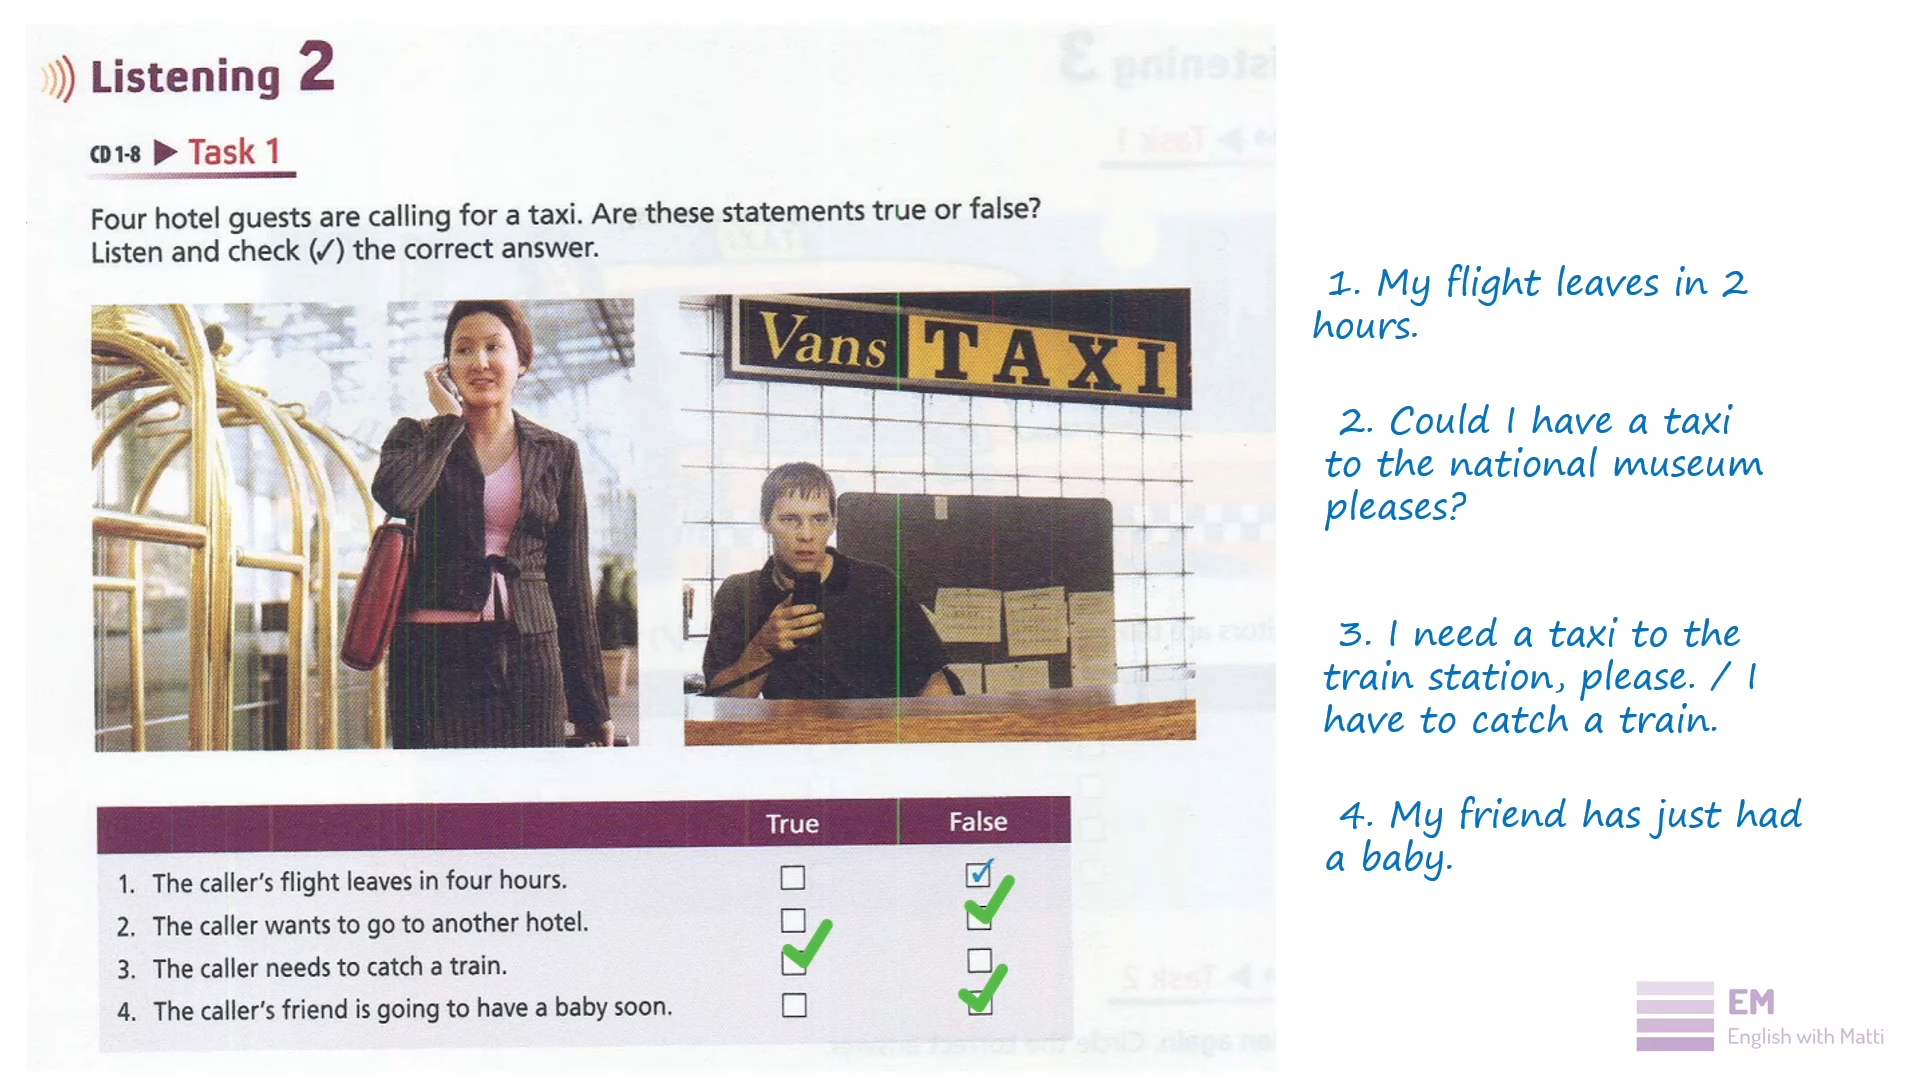 Listening 2
CD 1-8 ▶ Task 1
Four hotel guests are calling for a taxi. Are these statements true or false?
Listen and check (✓) the correct answer.
Vans TAXI
True False
1. The caller's flight leaves in four hours.
2. The caller wants to go to another hotel.
3. The caller needs to catch a train.
4. The caller's friend is going to have a baby soon.
1. My flight leaves in 2
hours.
2. Could I have a taxi
to the national museum
pleases?
3. I need a taxi to the
train station, please. / I
have to catch a train.
4. My friend has just had
a baby.
EM
English with Matti